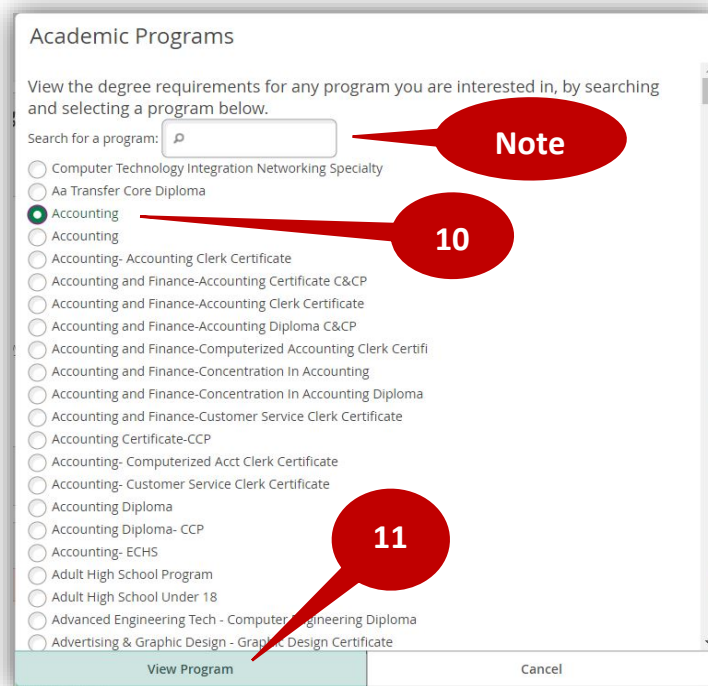 Academic Programs
View the degree requirements for any program you are interested in, by searching
and selecting a program below.
Search for a program:
Note
Computer Technology Integration Networking Specialty
Aa Transfer Core Diploma
Accounting
10
Accounting
Accounting- Accounting Clerk Certificate
Accounting and Finance-Accounting Certificate C&CP
Accounting and Finance-Accounting Clerk Certificate
Accounting and Finance-Accounting Diploma C&CP
Accounting and Finance-Computerized Accounting Clerk Certifi
Accounting and Finance-Concentration In Accounting
Accounting and Finance-Concentration In Accounting Diploma
Accounting and Finance-Customer Service Clerk Certificate
Accounting Certificate-CCP
Accounting- Computerized Acct Clerk Certificate
Accounting- Customer Service Clerk Certificate
Accounting Diploma
Accounting Diploma- CCP
11
Accounting- ECHS
Adult High School Program
Adult High School Under 18
Advanced Engineering Tech - Computer Engineering Diploma
Advertising & Graphic Design - Graphic Design Certificate
View Program
Cancel